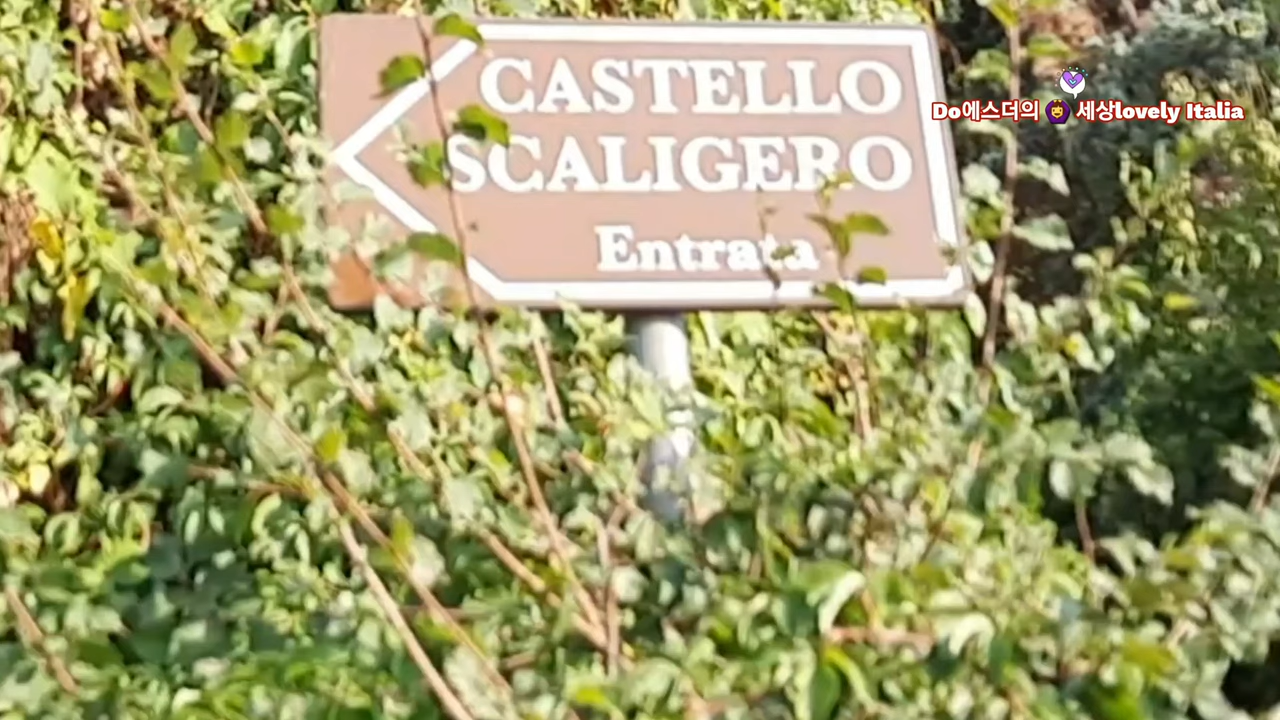 CASTELLO
SCALIGERO
Entrata
Do에스더의 🙆 세상lovely Italia